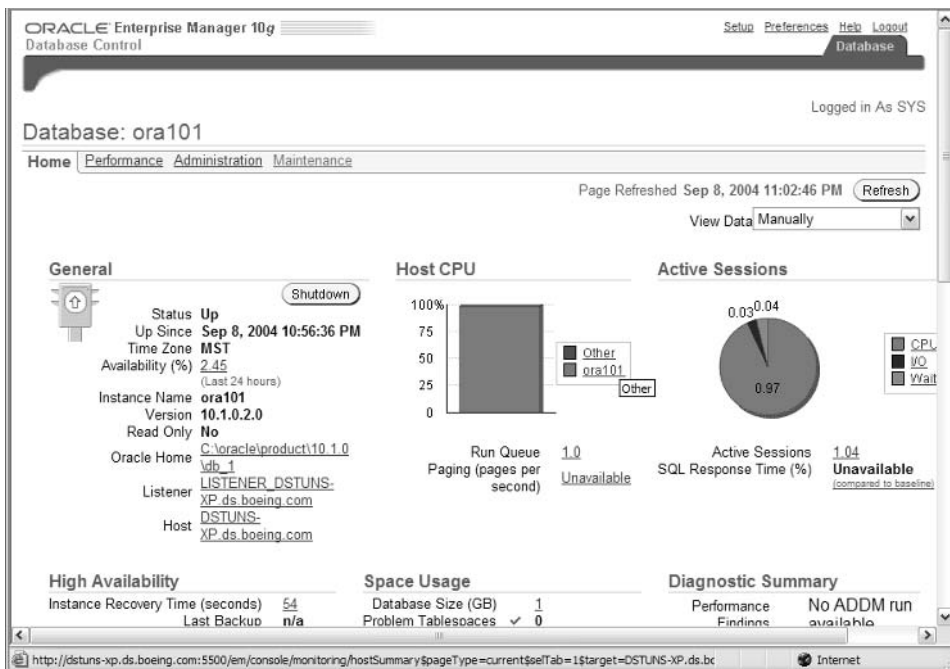 ORACLE Enterprise Manager 10g
Database Control
Setup Preferences Help Logout
Database
Logged in As SYS
Database: ora101
Home Performance Administration Maintenance
Page Refreshed Sep 8, 2004 11:02:46 PM Refresh
View Data Manually
General
Shutdown
Status Up
Up Since Sep 8, 2004 10:56:36 PM
Time Zone MST
Availability (%) 2.45
(Last 24 hours)
Instance Name ora101
Version 10.1.0.2.0
Read Only No
Oracle Home C:\oracle\product\10.1.0
\db_1
Listener LISTENER_DSTUNS-
XP.ds.boeing.com
Host DSTUNS-
XP.ds.boeing.com
Host CPU
100%
75
50
25
0
Other
ora101
Other
Run Queue 1.0
Paging (pages per
second) Unavailable
Active Sessions
0.03 0.04
0.97
CPU
I/O
Wait
Active Sessions 1.04
SQL Response Time (%) Unavailable
(compared to baseline)
High Availability
Instance Recovery Time (seconds) 54
Last Backup n/a
Space Usage
Database Size (GB) 1
Problem Tablespaces 0
Diagnostic Summary
Performance
Findings
No ADDM run
available
http://dstuns-xp.ds.boeing.com:5500/em/console/monitoring/hostSummary$pageType=current$selTab=1$target=DSTUNS-XP.ds.bc
Internet